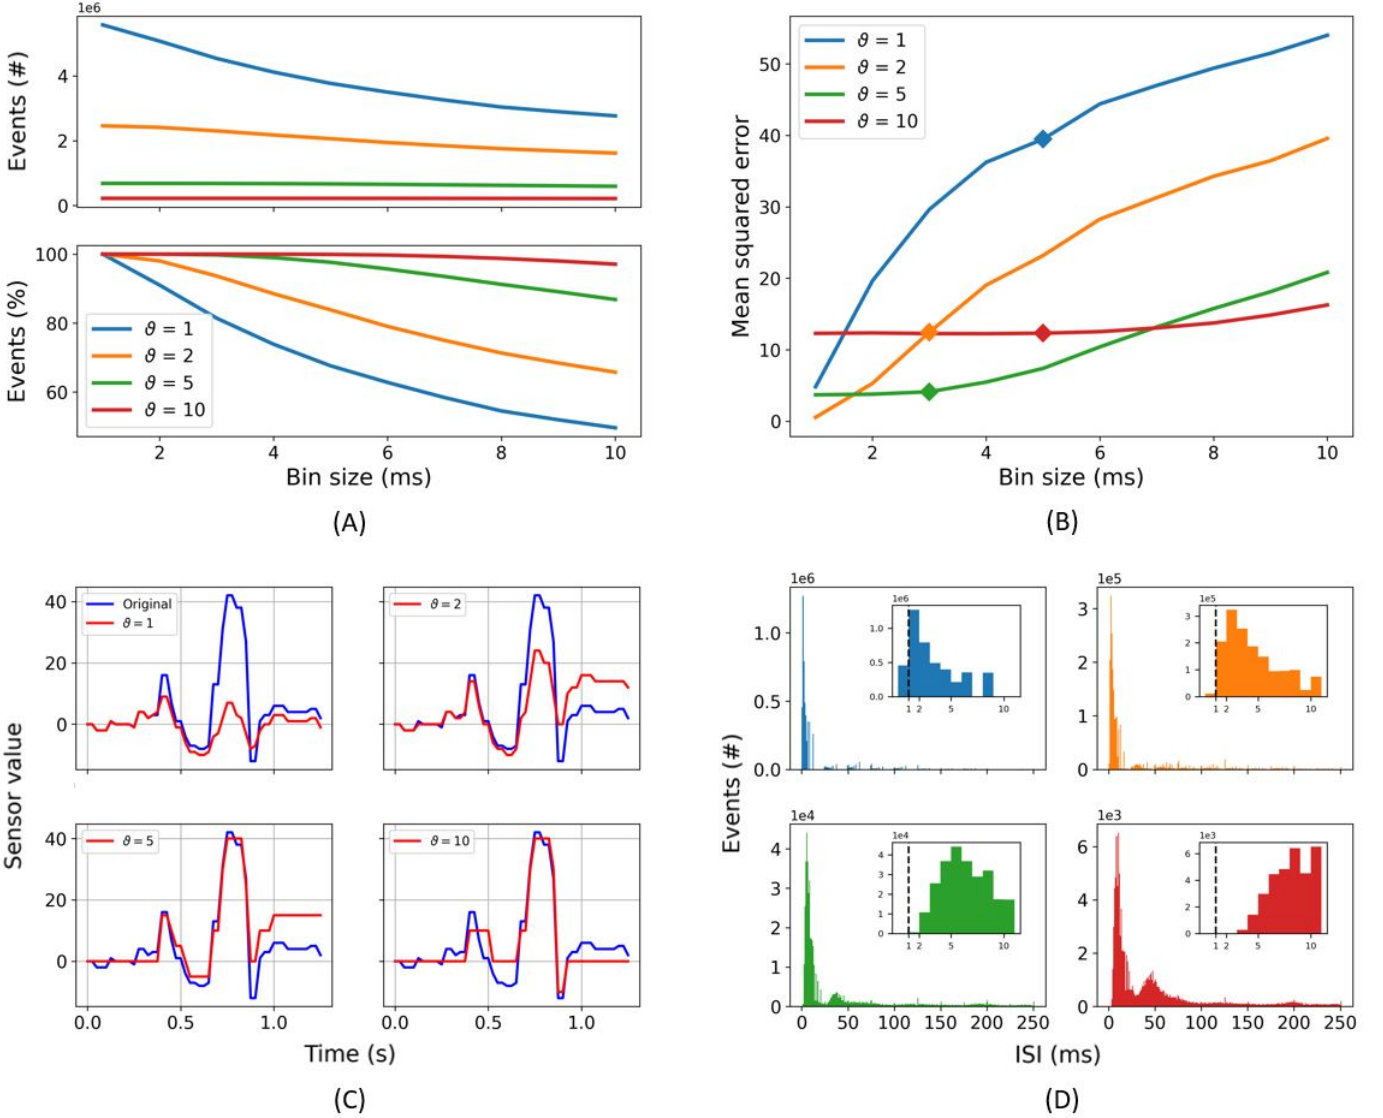 1e6
Events (#)
4
2
0
Events (%)
100
80
60
ϑ = 1
ϑ = 2
ϑ = 5
ϑ = 10
2 4 6 8 10
Bin size (ms)
(A)
Mean squared error
50
40
30
20
10
0
ϑ = 1
ϑ = 2
ϑ = 5
ϑ = 10
2 4 6 8 10
Bin size (ms)
(B)
Sensor value
40
20
0
Original
ϑ = 1
ϑ = 2
40
20
0
ϑ = 5
ϑ = 10
0.0 0.5 1.0
0.0 0.5 1.0
Time (s)
(C)
Events (#)
1e6
1.0
0.5
0.0
1e6
1.0
0.5
0.0
1 2 5 10
1e5
3
2
1
0
1e5
3
2
1
0
1 2 5 10
1e4
4
3
2
1
0
1e4
4
3
2
1
0
1 2 5 10
1e3
6
4
2
0
1e3
6
4
2
0
1 2 5 10
0 50 100 150 200 250
0 50 100 150 200 250
ISI (ms)
(D)